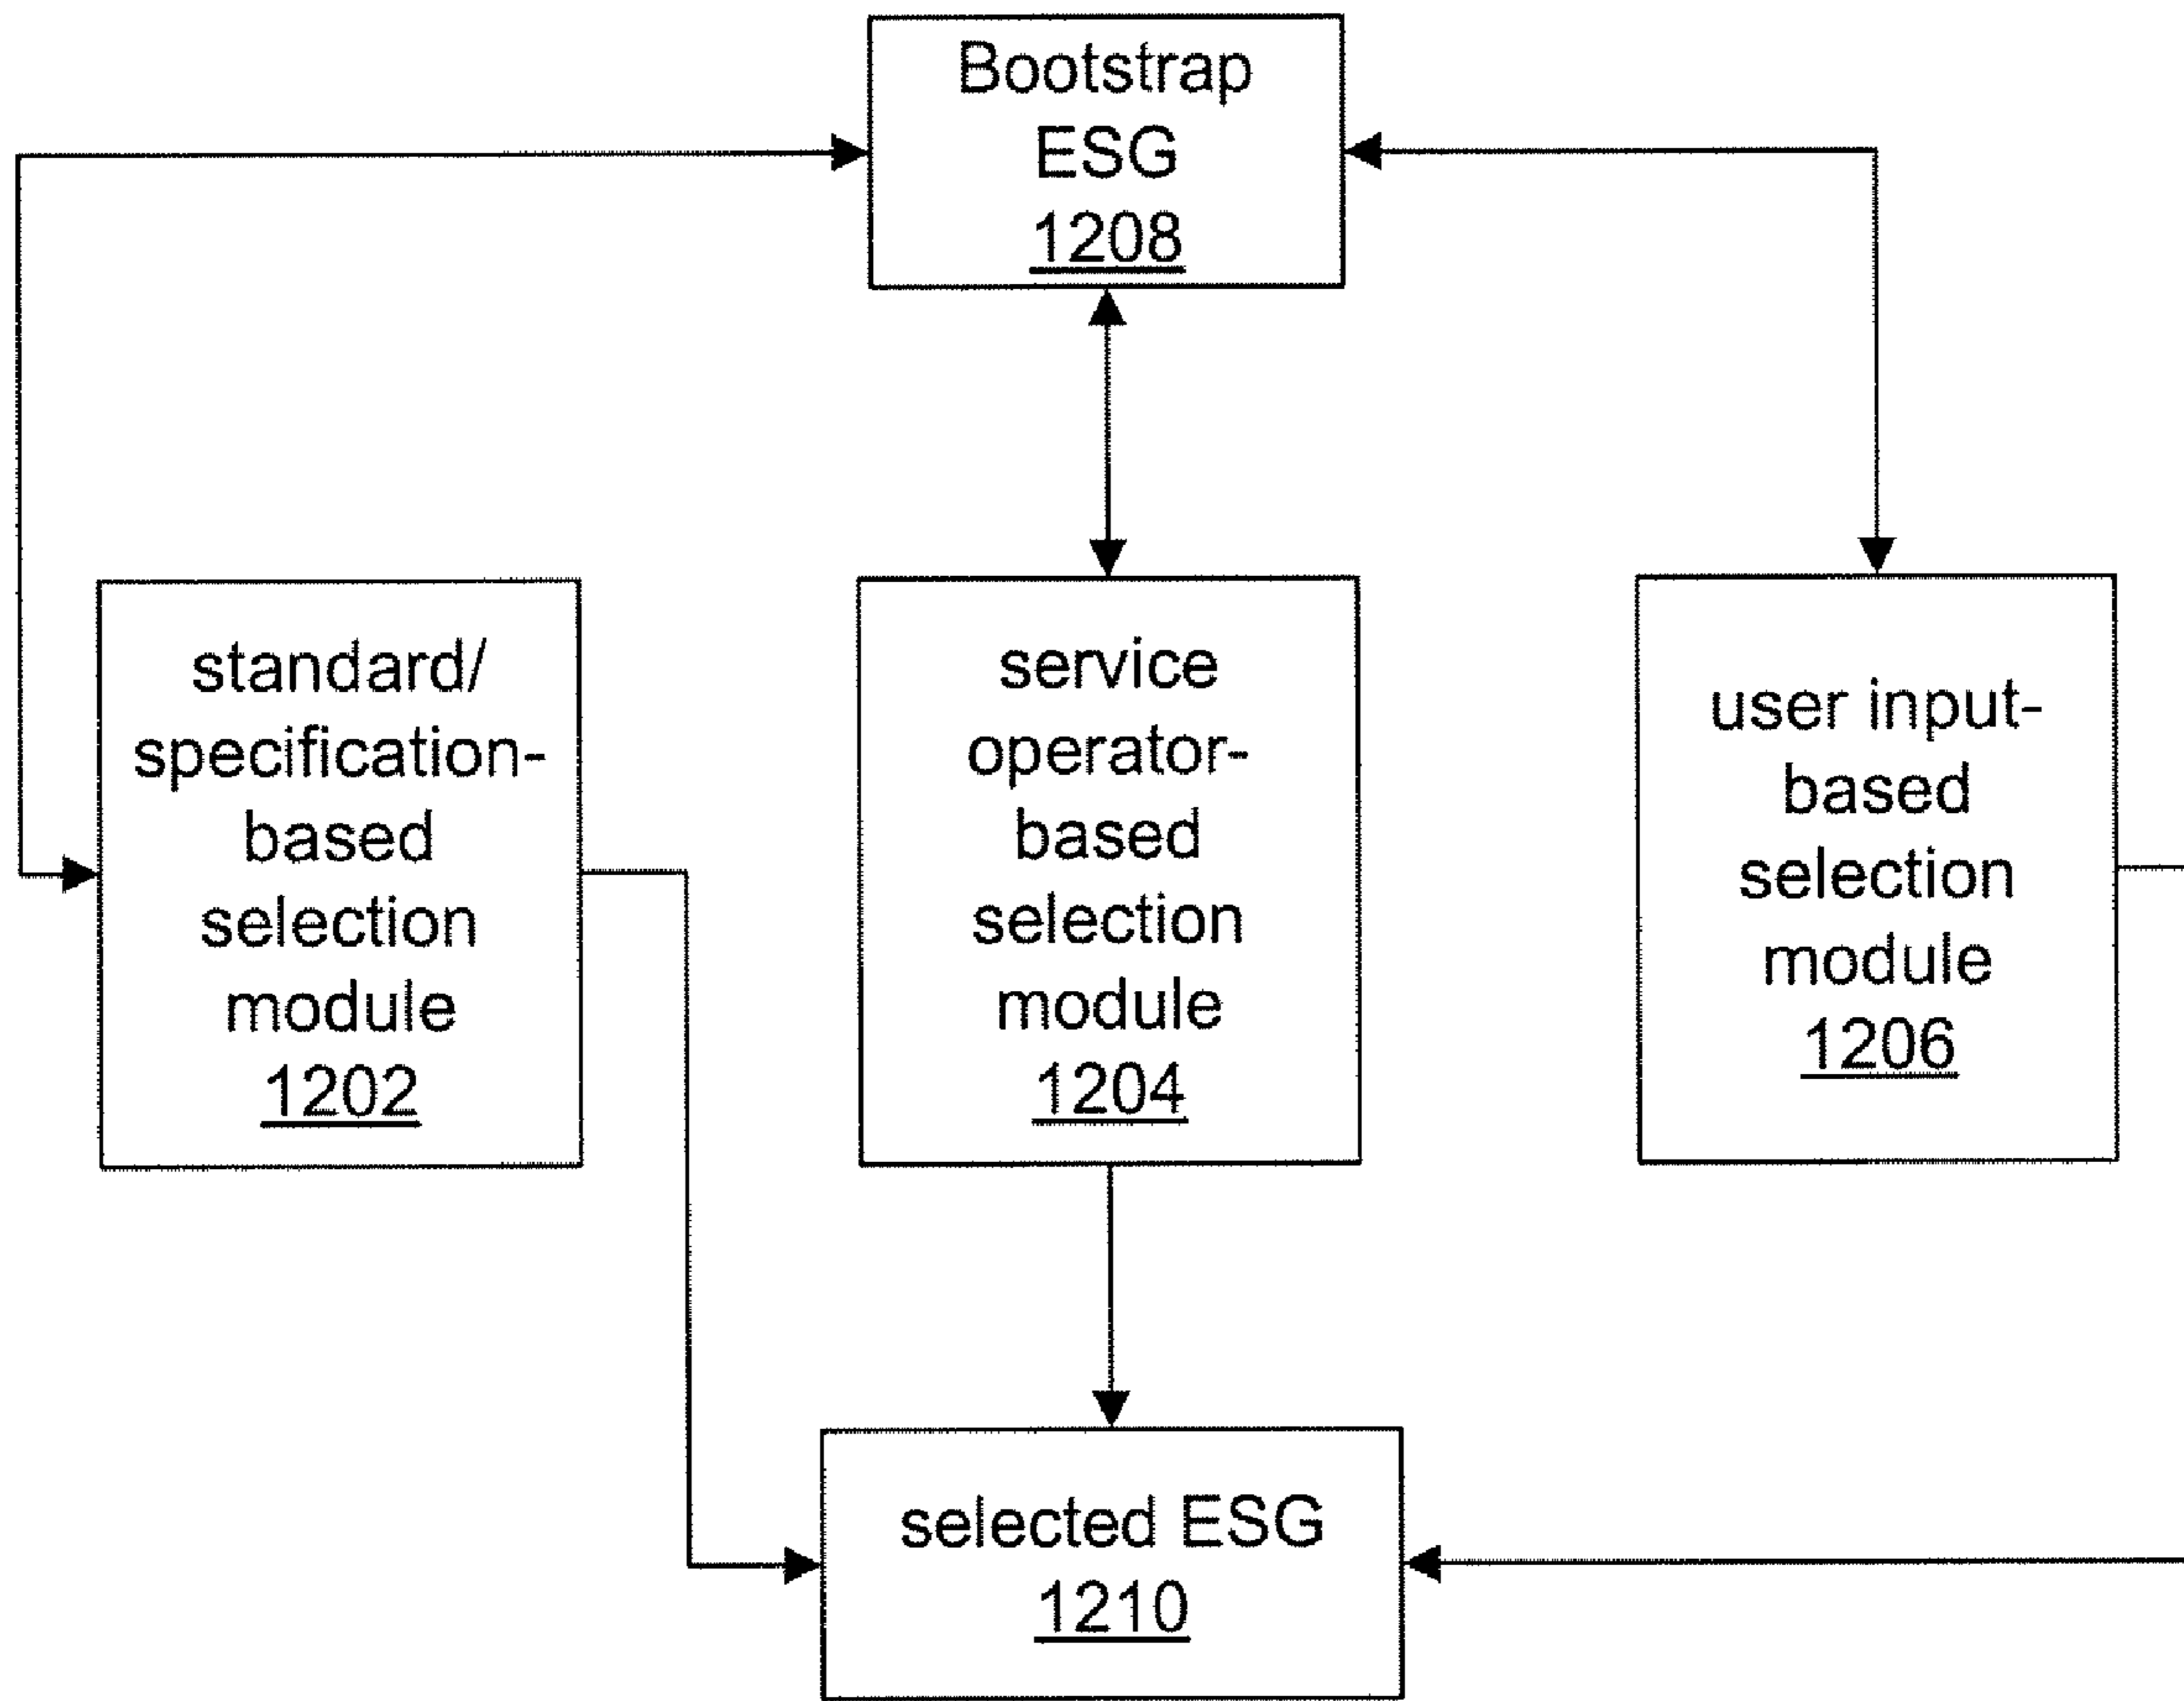 Bootstrap
ESG
1208
standard/
specification-
based
selection
module
1202
service
operator-
based
selection
module
1204
user input-
based
selection
module
1206
selected ESG
1210